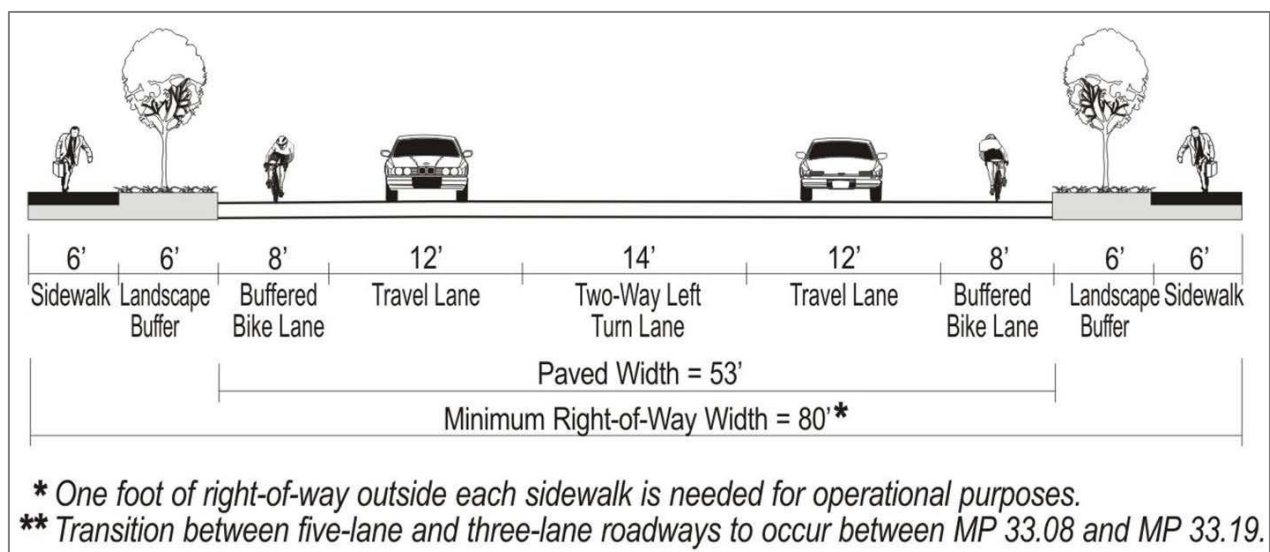 6’ 6’ 8’ 12’ 14’ 12’ 8’ 6’ 6’
Sidewalk Landscape Buffered Travel Lane Two-Way Left Travel Lane Buffered Landscape Sidewalk
Buffer Bike Lane Turn Lane Bike Lane Buffer
Paved Width = 53’
Minimum Right-of-Way Width = 80’*
* One foot of right-of-way outside each sidewalk is needed for operational purposes.
** Transition between five-lane and three-lane roadways to occur between MP 33.08 and MP 33.19.